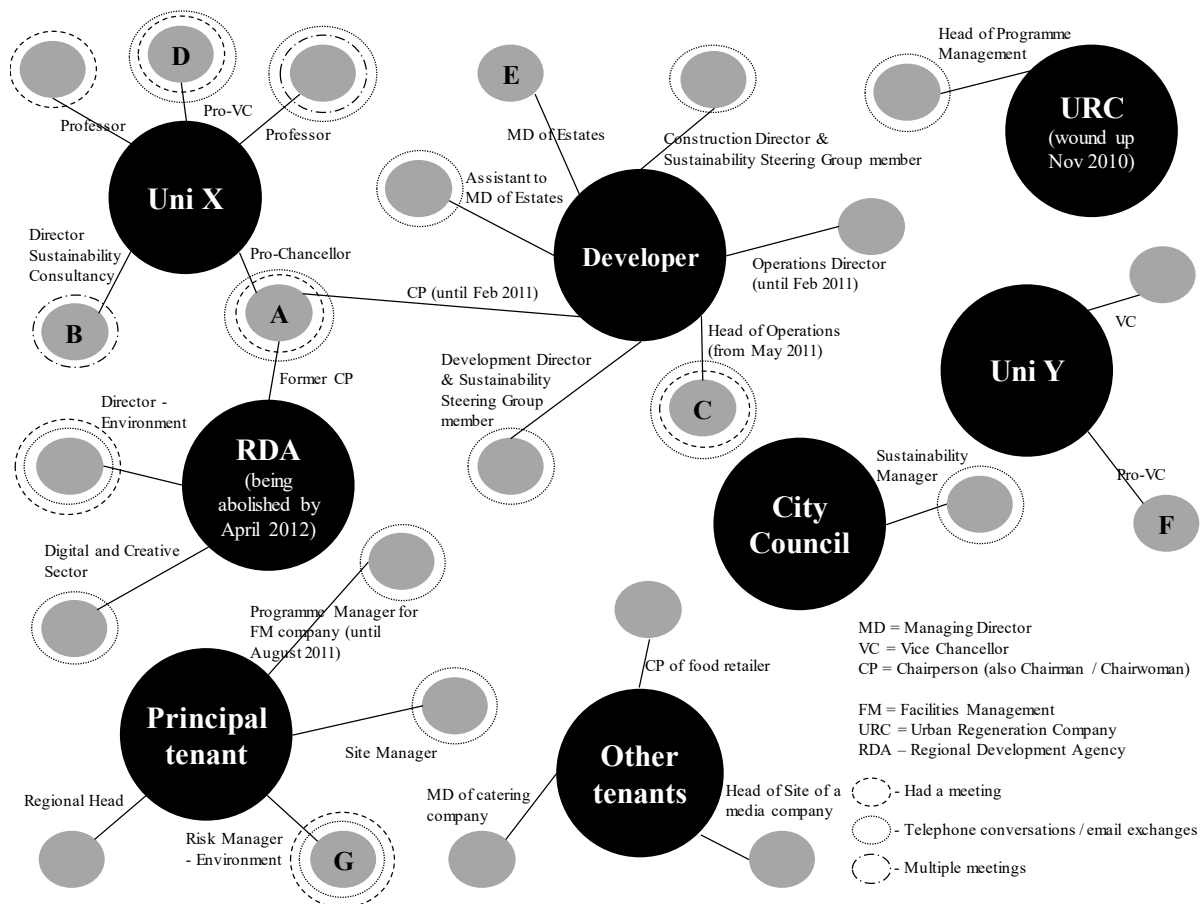 D
Professor
Pro-VC
Professor
Uni X
Director
Sustainability
Consultancy
B
Pro-Chancellor
A
CP (until Feb 2011)
Former CP
E
MD of Estates
Assistant to
MD of Estates
Construction Director &
Sustainability Steering Group member
Developer
Operations Director
(until Feb 2011)
Head of Operations
(from May 2011)
C
Development Director
& Sustainability
Steering Group
member
Head of Programme
Management
URC
(wound up
Nov 2010)
Uni Y
VC
Pro-VC
F
Director -
Environment
RDA
(being
abolished by
April 2012)
Digital and Creative
Sector
City
Council
Sustainability
Manager
Programme Manager for
FM company (until
August 2011)
Principal
tenant
Site Manager
Regional Head
Risk Manager
- Environment
G
CP of food retailer
Other
tenants
MD of catering
company
Head of Site of a
media company
MD = Managing Director
VC = Vice Chancellor
CP = Chairperson (also Chairman / Chairwoman)
FM = Facilities Management
URC = Urban Regeneration Company
RDA – Regional Development Agency
- Had a meeting
- Telephone conversations / email exchanges
- Multiple meetings